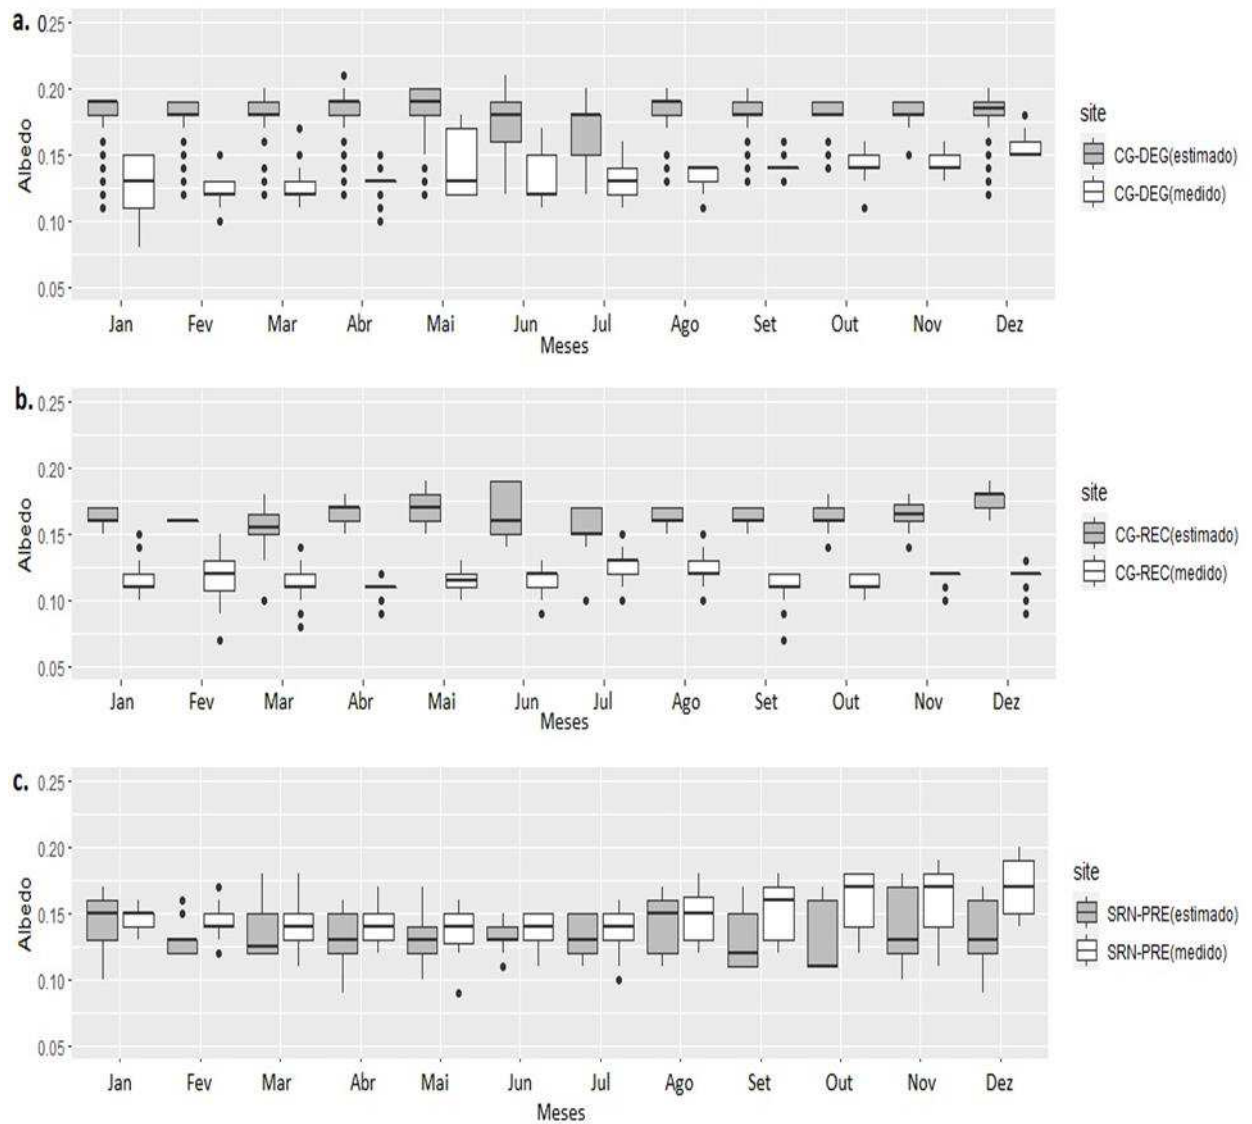 a.
0.25
0.20
0.15
0.10
0.05
Albedo
Jan Fev Mar Abr Mai Jun Jul Ago Set Out Nov Dez
Meses
site
CG-DEG(estimado)
CG-DEG(medido)
b.
0.25
0.20
0.15
0.10
0.05
Albedo
Jan Fev Mar Abr Mai Jun Jul Ago Set Out Nov Dez
Meses
site
CG-REC(estimado)
CG-REC(medido)
c.
0.25
0.20
0.15
0.10
0.05
Albedo
Jan Fev Mar Abr Mai Jun Jul Ago Set Out Nov Dez
Meses
site
SRN-PRE(estimado)
SRN-PRE(medido)